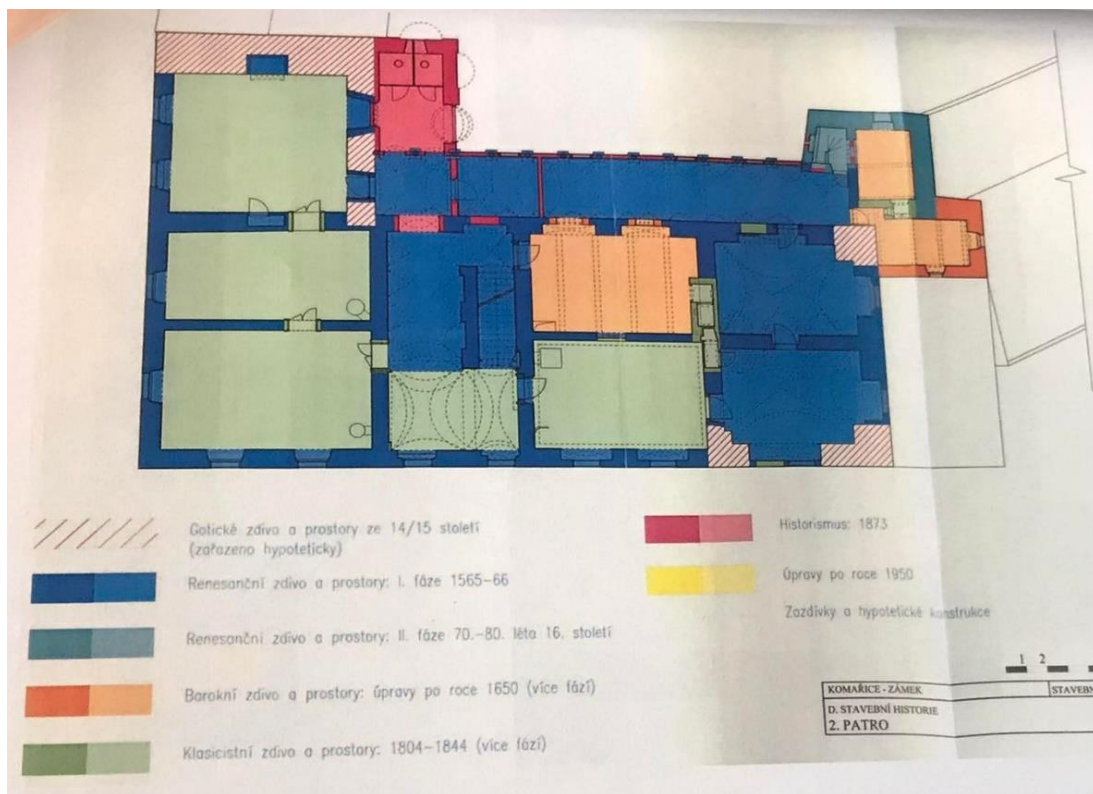 Gotické zdivo a prostory ze 14/15 století
(zařazeno hypoteticky)
Renesanční zdivo a prostory: I. fáze 1565-66
Renesanční zdivo a prostory: II. fáze 70.-80. léta 16. století
Barokní zdivo a prostory: úpravy po roce 1650 (více fází)
Klasicistní zdivo a prostory: 1804-1844 (více fází)
Historismus: 1873
Úpravy po roce 1950
Zazdívky a hypotetické konstrukce
1 2
KOMAŘICE - ZÁMEK
STAVEBN
D. STAVEBNÍ HISTORIE
2. PATRO